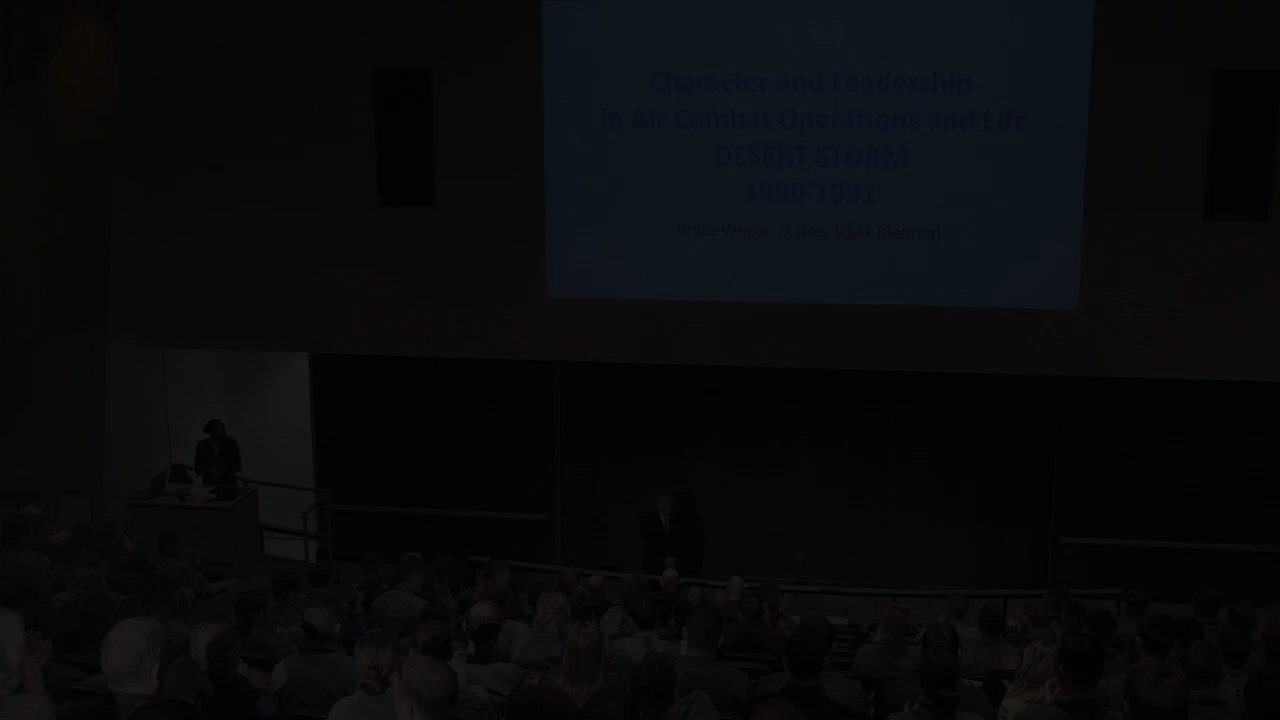 Character and Leadership
in Air Combat Operations and Life
DESERT STORM
1990-1991
Bruce Wright, Lt Gen, USAF (Retired)